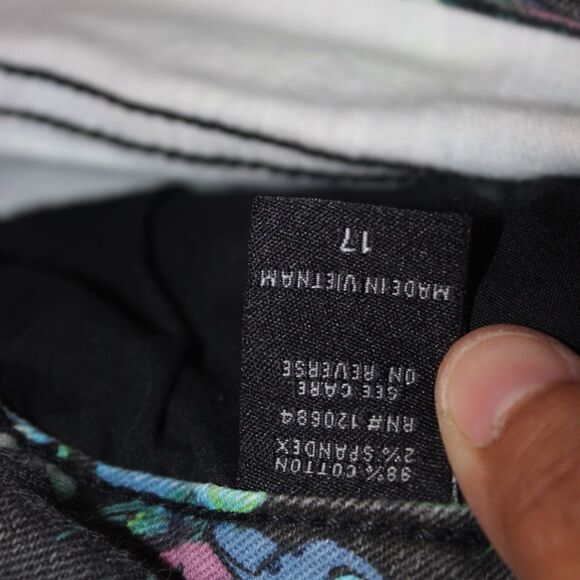 17
MADE IN VIETNAM
SEE CARE
ON REVERSE
RN# 120684
98% COTTON
2% SPANDEX